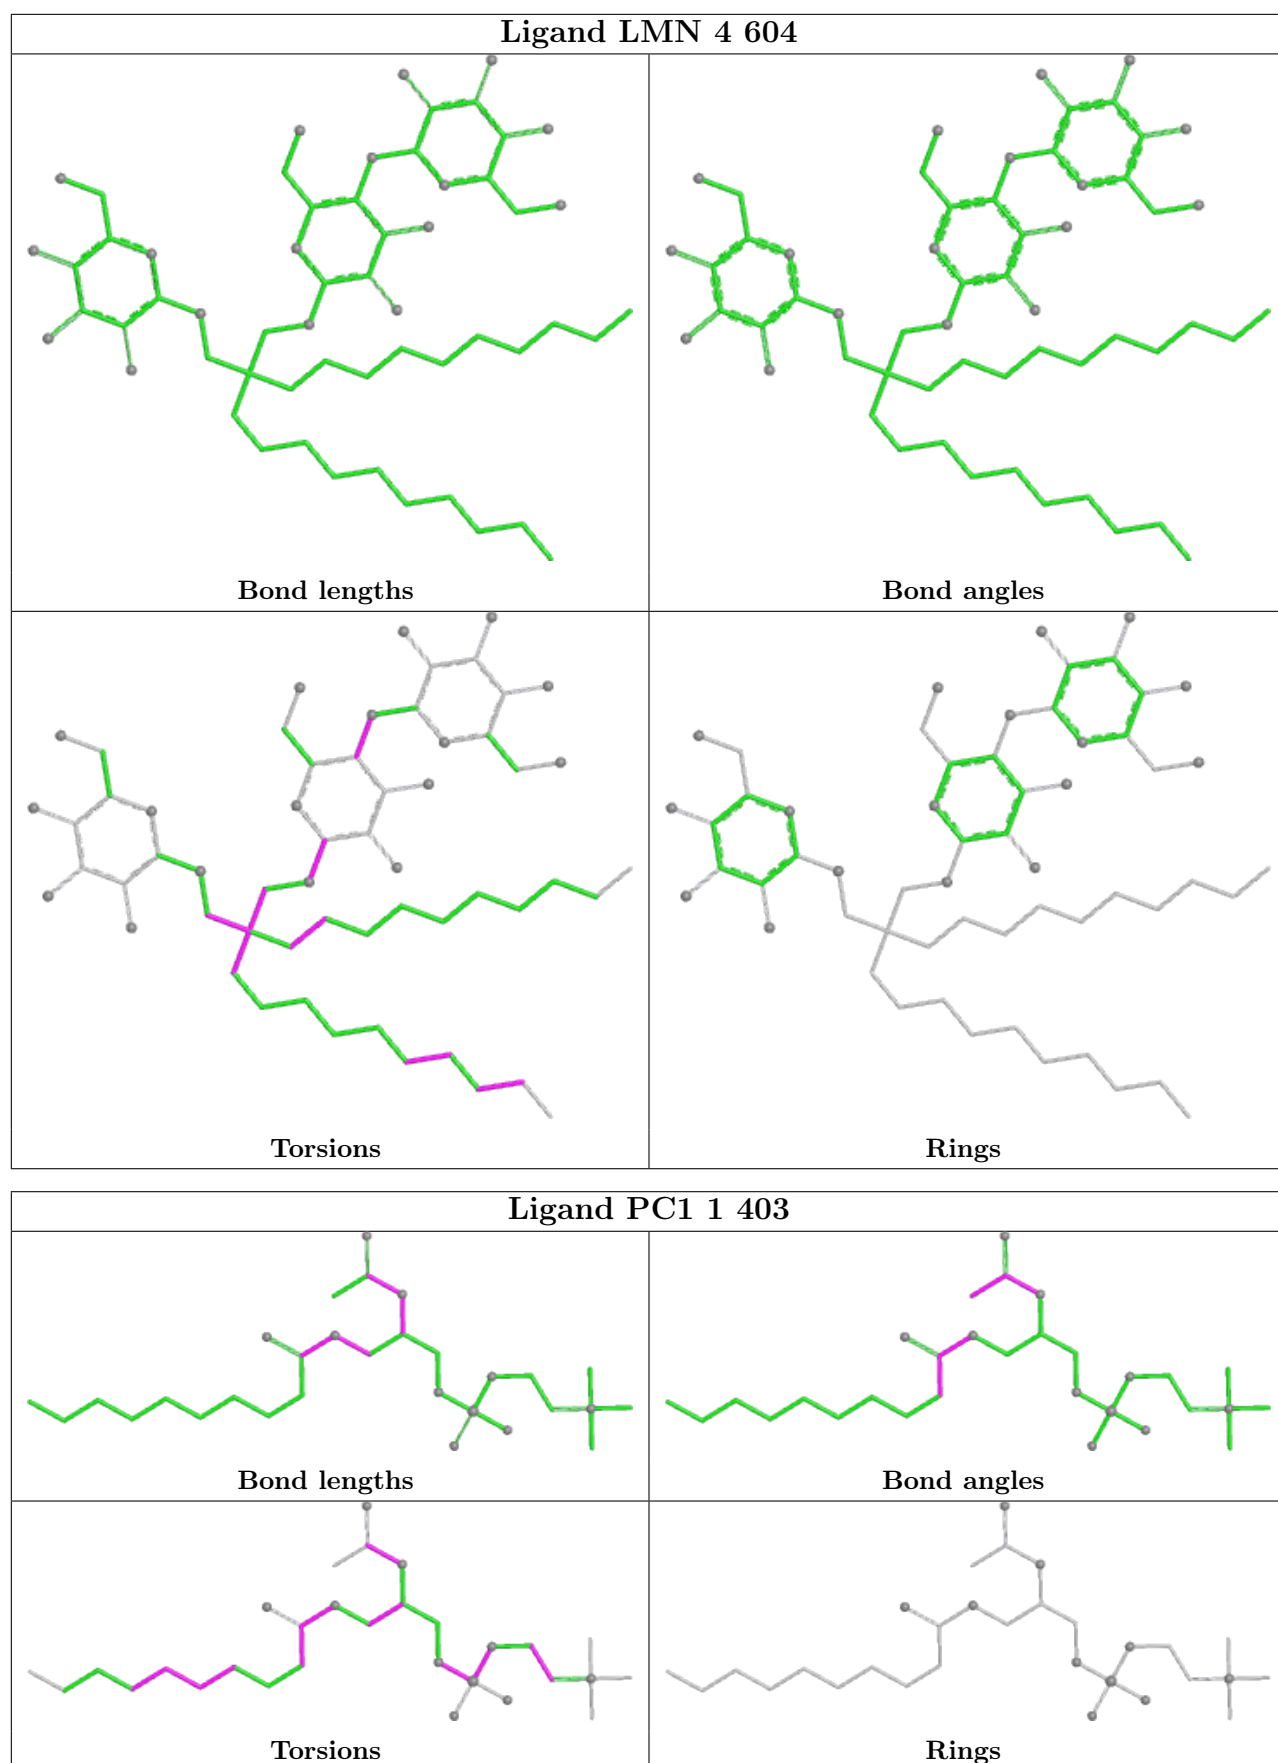 Ligand LMN 4 604
Bond lengths
Bond angles
Torsions
Rings
Ligand PC1 1 403
Bond lengths
Bond angles
Torsions
Rings